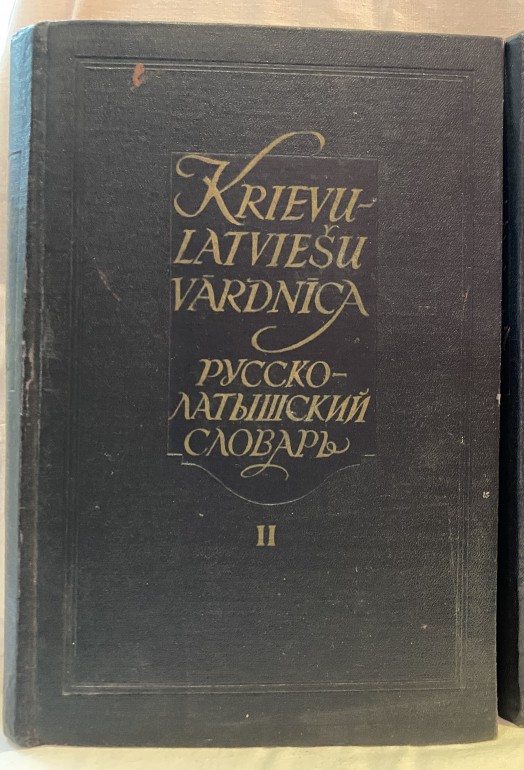 KRIEVU-
LATVIEŠU
VĀRDNĪCA
РУССКО-
ЛАТЫШСКИЙ
СЛОВАРЬ
II